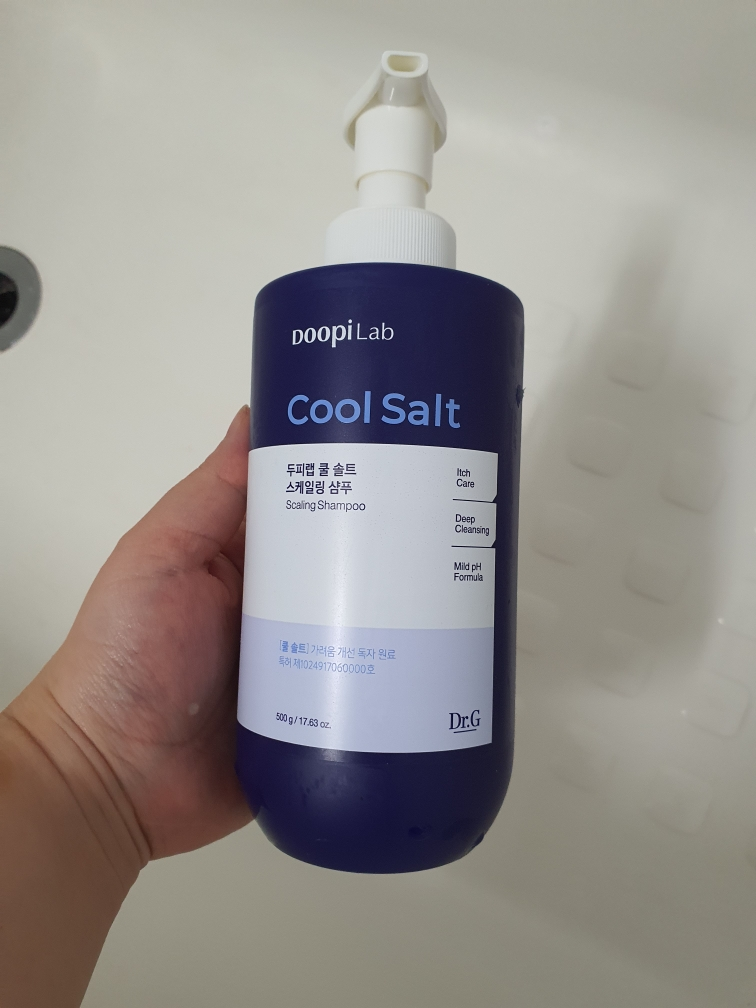 DoopiLab
Cool Salt
두피랩 쿨 솔트
스케일링 샴푸
Scaling Shampoo
Itch
Care
Deep
Cleansing
Mild pH
Formula
[쿨 솔트] 가려움 개선 독자 원료
특허 제1024917060000호
500 g / 17.63 oz.
Dr.G